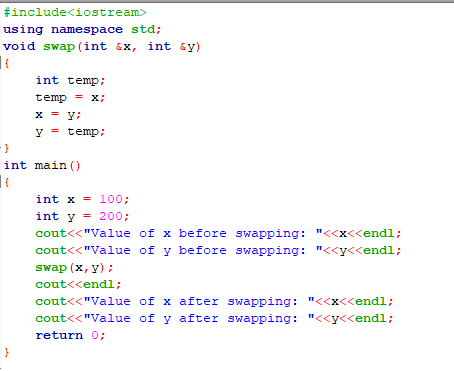 #include<iostream>
using namespace std;
void swap(int &x, int &y)
{
    int temp;
    temp = x;
    x = y;
    y = temp;
}
int main()
{
    int x = 100;
    int y = 200;
    cout<<"Value of x before swapping: "<<x<<endl;
    cout<<"Value of y before swapping: "<<y<<endl;
    swap(x,y);
    cout<<endl;
    cout<<"Value of x after swapping: "<<x<<endl;
    cout<<"Value of y after swapping: "<<y<<endl;
    return 0;
}